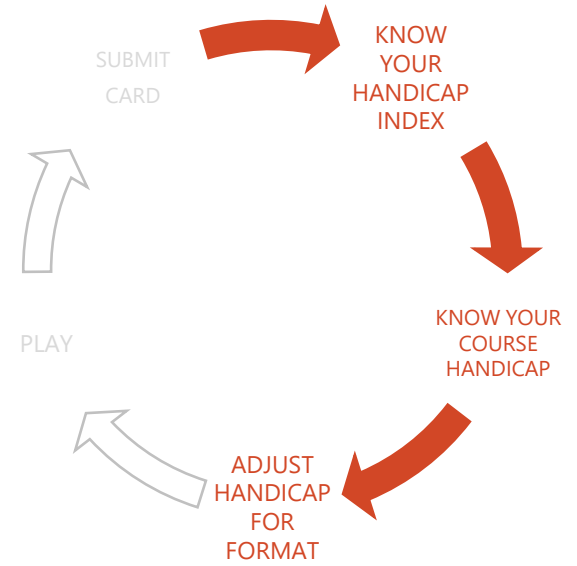 SUBMIT
CARD
KNOW
YOUR
HANDICAP
INDEX
KNOW YOUR
COURSE
HANDICAP
ADJUST
HANDICAP
FOR
FORMAT
PLAY